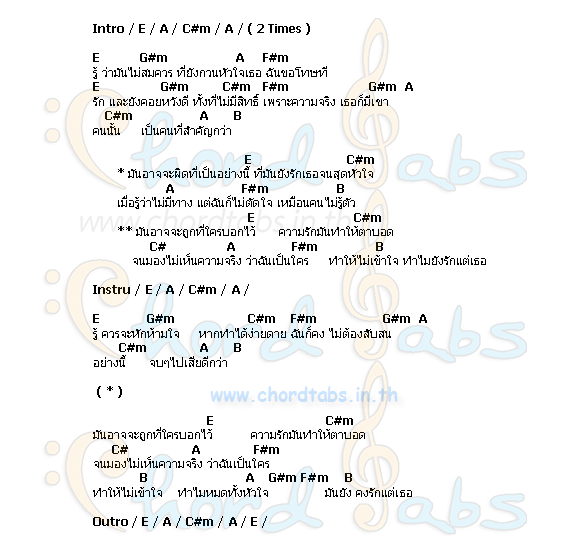 Intro / E / A / C#m / A / ( 2 Times )
E G#m A F#m
รู้ ว่ามันไม่สมควร ที่ยังกวนหัวใจเธอ ฉันขอโทษที
E G#m C#m F#m G#m A
รัก และยังคอยหวังดี ทั้งที่ไม่มีสิทธิ์ เพราะความจริง เธอก็มีเขา
C#m A B
คนนั้น เป็นคนที่สำคัญกว่า
E C#m
* มันอาจจะผิดที่เป็นอย่างนี้ ที่มันยังรักเธอจนสุดหัวใจ
A F#m B
เมื่อรู้ว่าไม่มีทาง แต่ฉันก็ไม่ตัดใจ เหมือนคนไม่รู้ตัว
www.chordtabs.in.th
E C#m
** มันอาจจะถูกที่ใครบอกไว้ ความรักมันทำให้ตาบอด
C# A F#m B
จนมองไม่เห็นความจริง ว่าฉันเป็นใคร ทำให้ไม่เข้าใจ ทำไมยังรักแต่เธอ
Instru / E / A / C#m / A /
E G#m C#m F#m G#m A
รู้ ควรจะหักห้ามใจ หากทำได้ง่ายดาย ฉันก็คง ไม่ต้องสับสน
C#m A B
อย่างนี้ จบๆไปเสียดีกว่า
( * )
www.chordtabs.in.th
E C#m
มันอาจจะถูกที่ใครบอกไว้ ความรักมันทำให้ตาบอด
C# A F#m
จนมองไม่เห็นความจริง ว่าฉันเป็นใคร
B A G#m F#m B
ทำให้ไม่เข้าใจ ทำไมหมดทั้งหัวใจ มันยัง คงรักแต่เธอ
Outro / E / A / C#m / A / E /
Chord Tabs
Chord Tabs
Chord Tabs